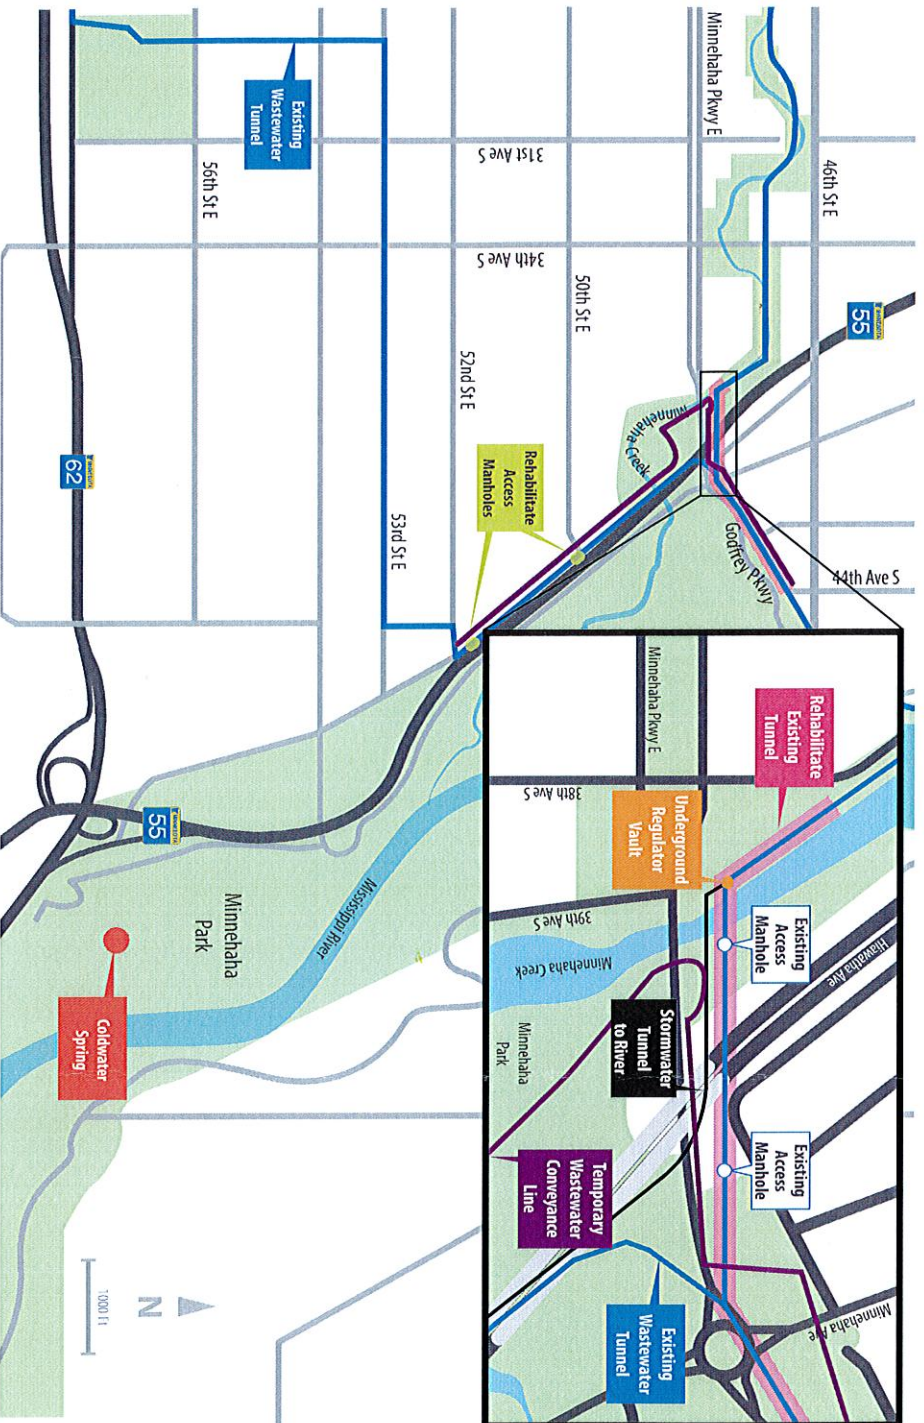 Minnehaha Pkwy E
46th St E
MINNESOTA
55
31st Ave S
Existing
Wastewater
Tunnel
56th St E
34th Ave S
50th St E
52nd St E
Minnehaha
Creek
Godfrey Pkwy
44th Ave S
Rehabilitate
Access
Manholes
62
53rd St E
MINNESOTA
55
Mississippi River
Minnehaha
Park
Coldwater
Spring
N
1000 Ft
Minnehaha Pkwy E
38th Ave S
Rehabilitate
Existing
Tunnel
Underground
Regulator
Vault
39th Ave S
Minnehaha Creek
Existing
Access
Manhole
Hiawatha Ave
Stormwater
Tunnel
to River
Minnehaha
Park
Existing
Access
Manhole
Temporary
Wastewater
Conveyance
Line
Existing
Wastewater
Tunnel
Minnehaha Ave